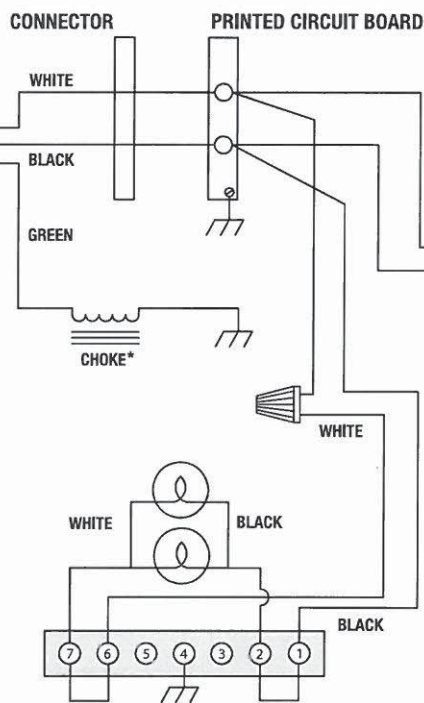 CONNECTOR
PRINTED CIRCUIT BOARD
WHITE
BLACK
GREEN
CHOKE*
WHITE
WHITE
BLACK
BLACK
7 6 5 4 3 2 1